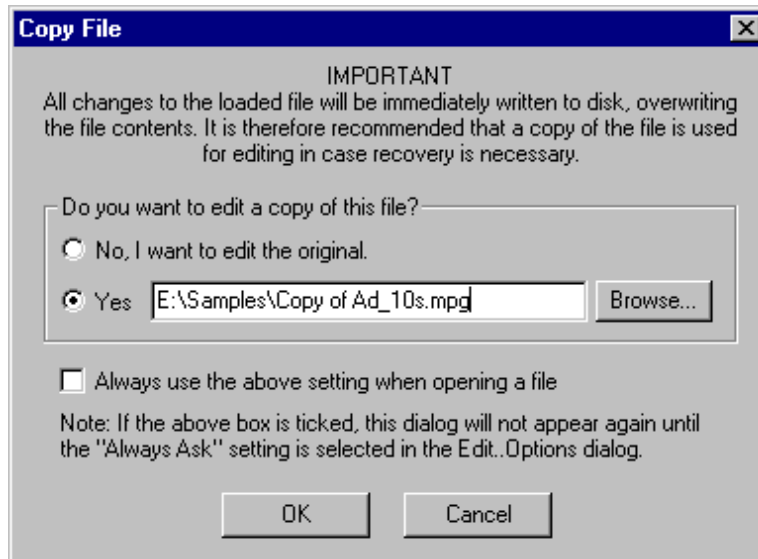 Copy File
IMPORTANT
All changes to the loaded file will be immediately written to disk, overwriting
the file contents. It is therefore recommended that a copy of the file is used
for editing in case recovery is necessary.
Do you want to edit a copy of this file?
No, I want to edit the original.
Yes E:\Samples\Copy of Ad_10s.mpg Browse...
Always use the above setting when opening a file
Note: If the above box is ticked, this dialog will not appear again until
the "Always Ask" setting is selected in the Edit..Options dialog.
OK Cancel